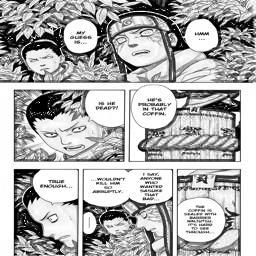 HMM
...
MY
GUESS
IS...
HE'S
PROBABLY
IN THAT
COFFIN.
IS HE
DEAD?
THE COFFIN
IS SEALED WITH
BARRIER
NINJUTSU.
IT'S HARD
TO SEE
THROUGH...
I SAY,
ANYONE
WHO
WANTED
SASUKE
THAT
BAD...
...WOULDN'T
KILL HIM
SO
ABRUPTLY.
TRUE
ENOUGH...